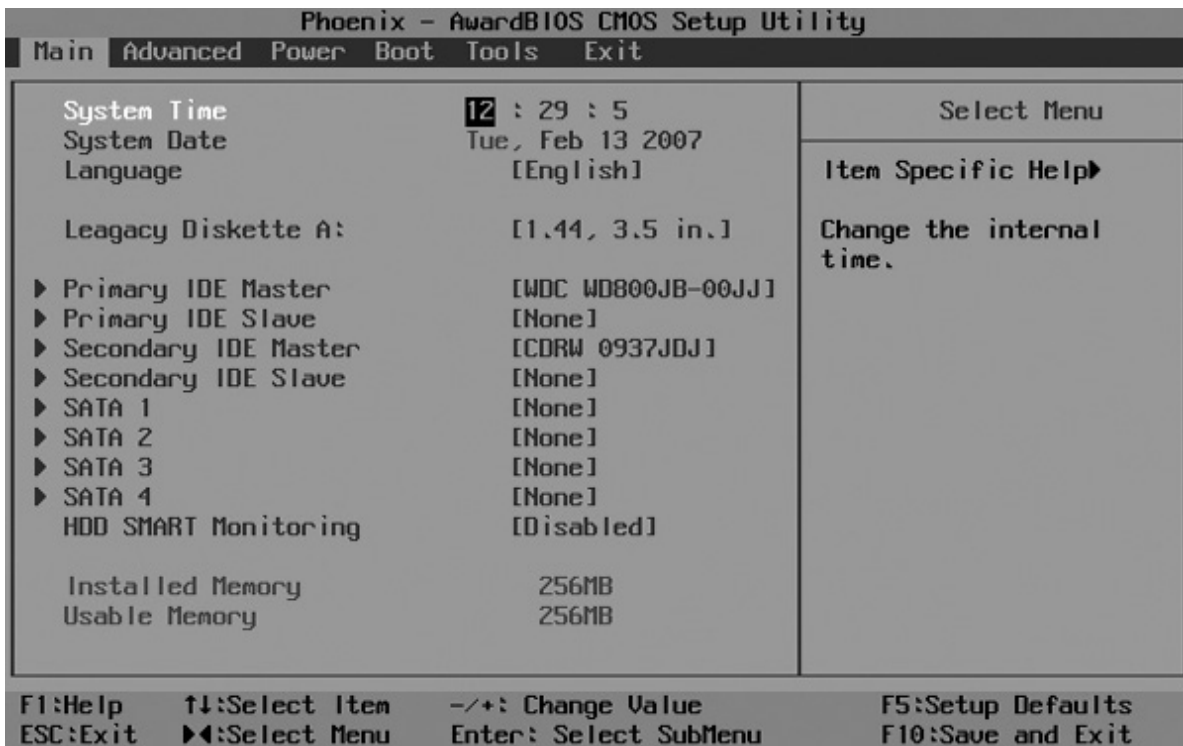 Phoenix - AwardBIOS CMOS Setup Utility
Main Advanced Power Boot Tools Exit
System Time 12 : 29 : 5
System Date Tue, Feb 13 2007
Language [English]
Leagacy Diskette A: [1.44, 3.5 in.]
Primary IDE Master [WDC WD800JB-00JJ]
Primary IDE Slave [None]
Secondary IDE Master [CDRW 0937JDJ]
Secondary IDE Slave [None]
SATA 1 [None]
SATA 2 [None]
SATA 3 [None]
SATA 4 [None]
HDD SMART Monitoring [Disabled]
Installed Memory 256MB
Usable Memory 256MB
Select Menu
Item Specific Help
Change the internal
time.
F1:Help ↑↓:Select Item -/+: Change Value F5:Setup Defaults
ESC:Exit ►◄:Select Menu Enter: Select SubMenu F10:Save and Exit